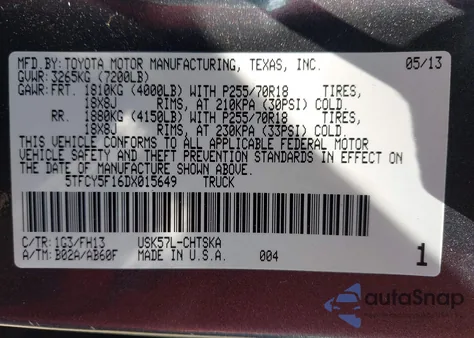 MFD.BY: TOYOTA MOTOR MANUFACTURING, TEXAS, INC. 05/13
GVWR: 3265KG (7200LB)
GAWR: FRT. 1810KG (4000LB) WITH P255/70R18 TIRES,
18X8J RIMS, AT 210KPA (30PSI) COLD.
RR. 1880KG (4150LB) WITH P255/70R18 TIRES,
18X8J RIMS, AT 230KPA (33PSI) COLD.
THIS VEHICLE CONFORMS TO ALL APPLICABLE FEDERAL MOTOR
VEHICLE SAFETY AND THEFT PREVENTION STANDARDS IN EFFECT ON
THE DATE OF MANUFACTURE SHOWN ABOVE.
5TFCY5F16DX015649 TRUCK
C/TR: 1G3/FH13 USK57L-CHTSKA
A/TM: B02A/AB60F MADE IN U.S.A. 004 1
autoSnap